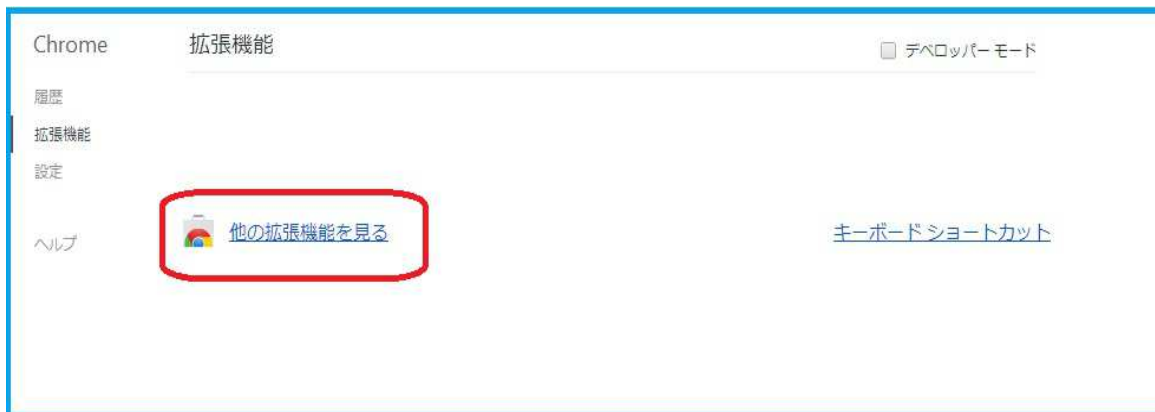 Chrome
拡張機能
デベロッパー モード
履歴
拡張機能
設定
他の拡張機能を見る
キーボード ショートカット
ヘルプ